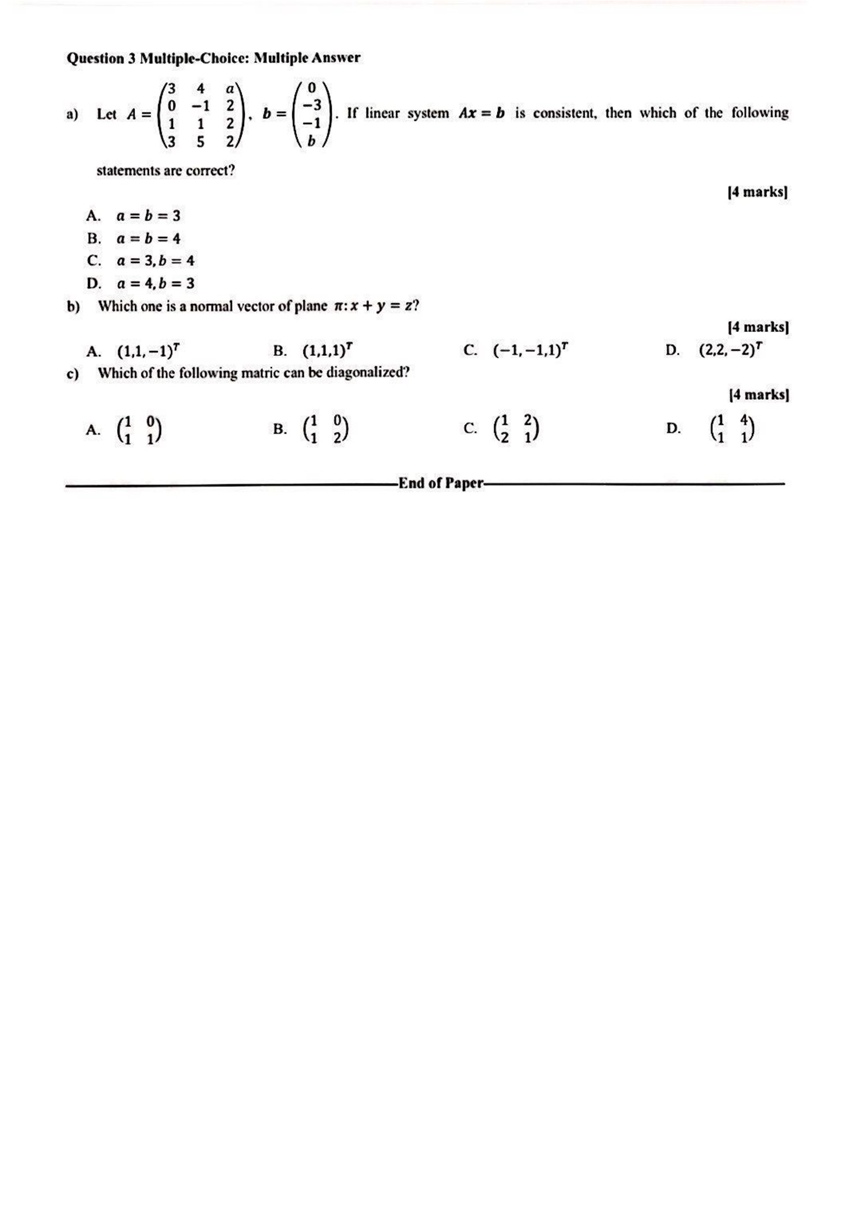 Question 3 Multiple-Choice: Multiple Answer
a) Let A = (3 4 a; 0 −1 2; 1 1 2; 3 5 2), b = (0; −3; −1; b). If linear system Ax = b is consistent, then which of the following
statements are correct?
[4 marks]
A. a = b = 3
B. a = b = 4
C. a = 3, b = 4
D. a = 4, b = 3
b) Which one is a normal vector of plane π: x + y = z?
[4 marks]
A. (1,1,−1)ᵀ B. (1,1,1)ᵀ C. (−1,−1,1)ᵀ D. (2,2,−2)ᵀ
c) Which of the following matric can be diagonalized?
[4 marks]
A. (1 0; 1 1) B. (1 0; 1 2) C. (1 2; 2 1) D. (1 4; 1 1)
End of Paper